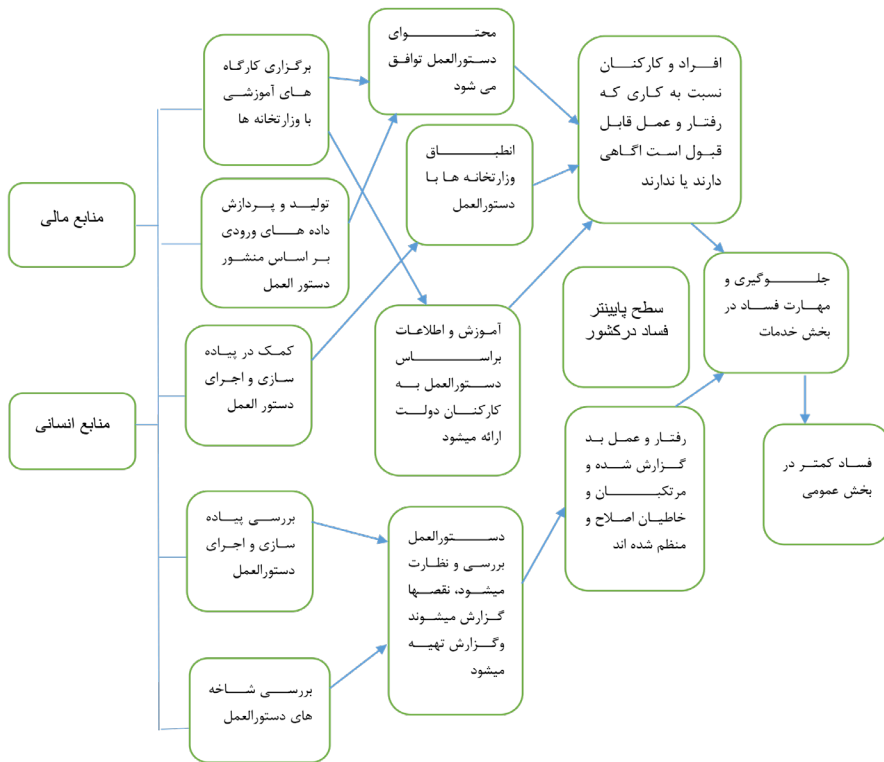 منابع مالی
منابع انسانی
برگزاری کارگاه
های آموزشی
با وزارتخانه ها
تولید و پردازش
داده های ورودی
بر اساس منشور
دستور العمل
کمک در پیاده
سازی و اجرای
دستور العمل
بررسی پیاده
سازی و اجرای
دستورالعمل
بررسی شاخه
های دستورالعمل
محتوای
دستورالعمل توافق
می شود
انطباق
وزارتخانه ها با
دستورالعمل
آموزش و اطلاعات
براساس
دستورالعمل به
کارکنان دولت
ارائه میشود
دستورالعمل
بررسی و نظارت
میشود، نقصها
گزارش میشوند
وگزارش تهیه
میشود
افراد و کارکنان
نسبت به کاری که
رفتار و عمل قابل
قبول است اگاهی
دارند یا ندارند
سطح پایینتر
فساد درکشور
رفتار و عمل بد
گزارش شده و
مرتکبان و
خاطیان اصلاح و
منظم شده اند
جلوگیری و
مهارت فساد در
بخش خدمات
فساد کمتر در
بخش عمومی